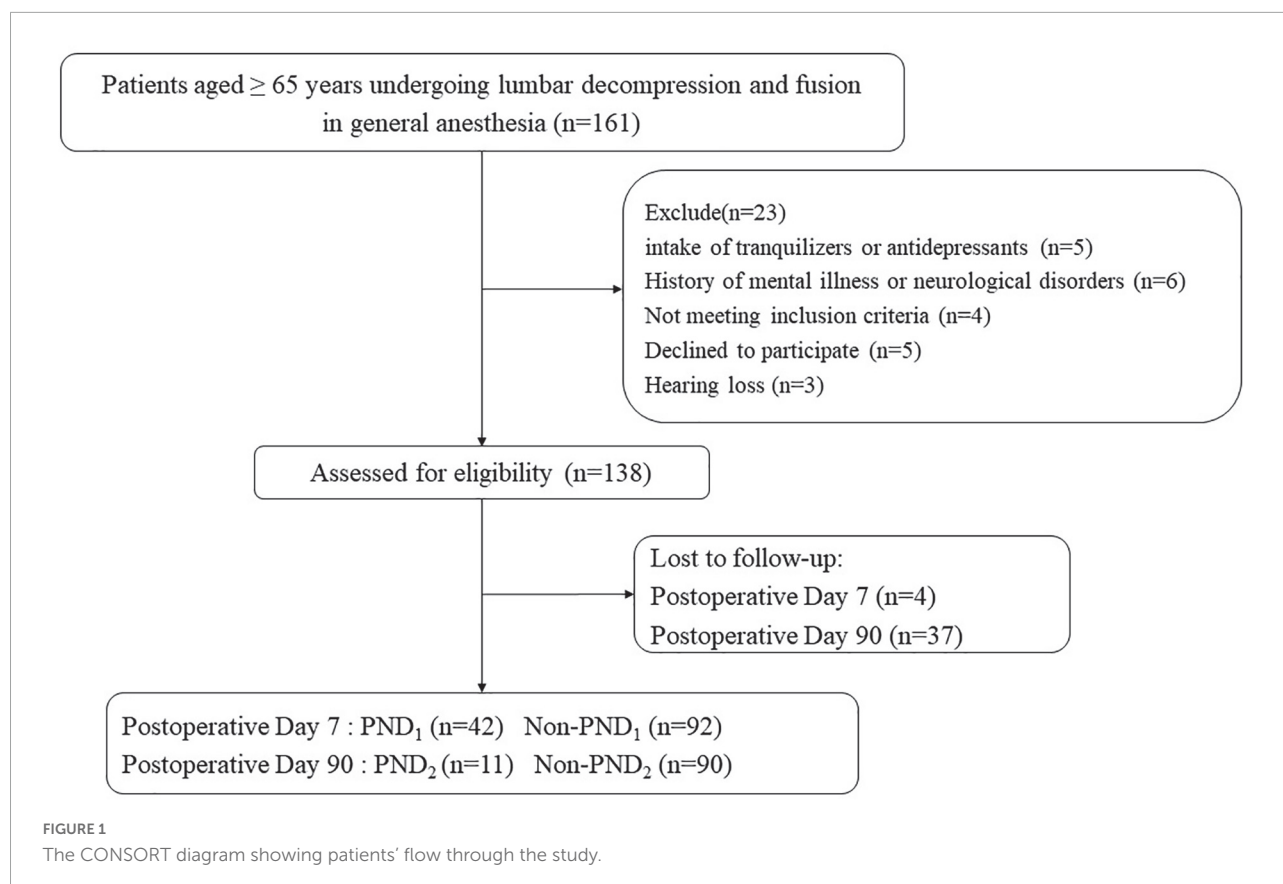 Patients aged ≥ 65 years undergoing lumbar decompression and fusion
in general anesthesia (n=161)
Exclude(n=23)
intake of tranquilizers or antidepressants (n=5)
History of mental illness or neurological disorders (n=6)
Not meeting inclusion criteria (n=4)
Declined to participate (n=5)
Hearing loss (n=3)
Assessed for eligibility (n=138)
Lost to follow-up:
Postoperative Day 7 (n=4)
Postoperative Day 90 (n=37)
Postoperative Day 7 : PND₁ (n=42) Non-PND₁ (n=92)
Postoperative Day 90 : PND₂ (n=11) Non-PND₂ (n=90)
FIGURE 1
The CONSORT diagram showing patients’ flow through the study.